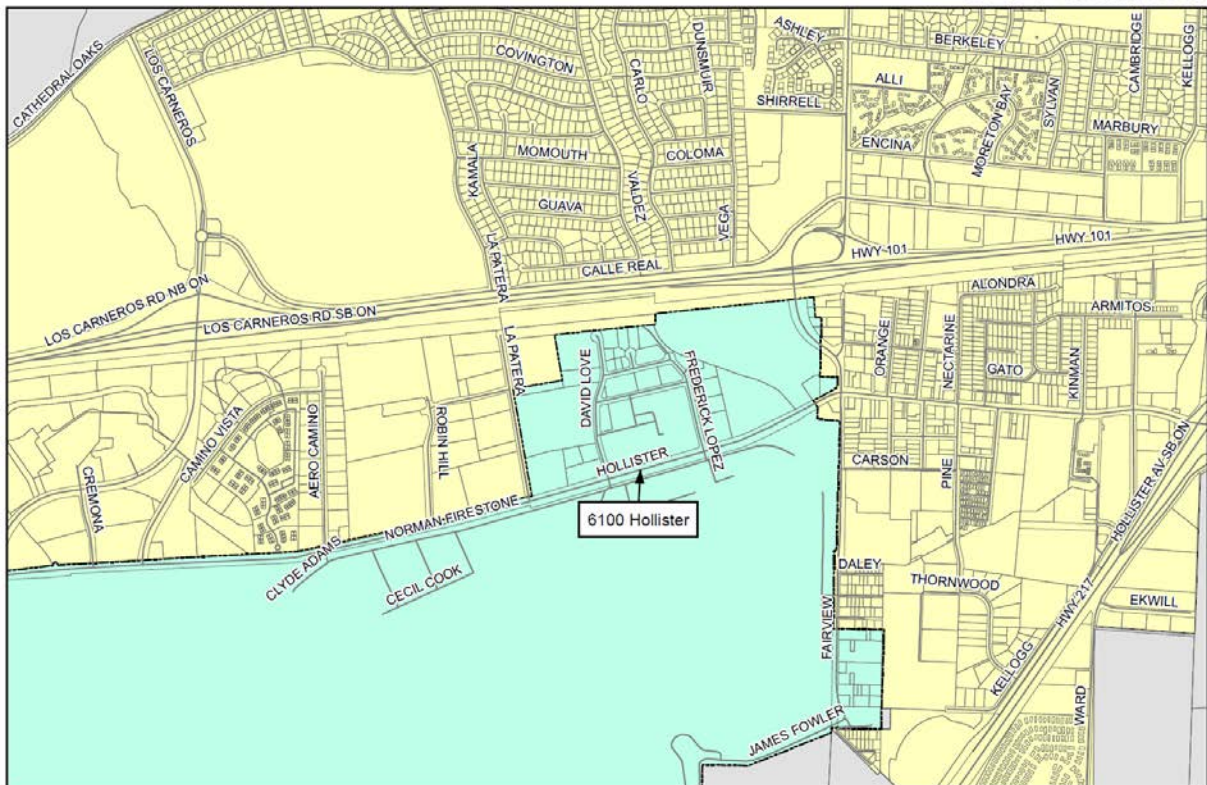 CATHEDRAL OAKS
LOS CARNEROS
COVINGTON
CARLO
DUNSMUIR
ASHLEY
BERKELEY
CAMBRIDGE
KELLOGG
ALLI
SHIRRELL
MORETON BAY
SYLVAN
MARBURY
ENCINA
KAMALA
MOMOUTH
COLOMA
GUAVA
VALDEZ
VEGA
LA PATERA
CALLE REAL
HWY 101
HWY 101
LOS CARNEROS RD NB ON
LOS CARNEROS RD SB ON
ALONDRA
ARMITOS
LA PATERA
DAVID LOVE
FREDERICK LOPEZ
ORANGE
NECTARINE
GATO
KINMAN
CAMINO VISTA
AERO CAMINO
ROBIN HILL
CREMONA
HOLLISTER
CARSON
PINE
HOLLISTER AV SB ON
NORMAN FIRESTONE
6100 Hollister
CLYDE ADAMS
CECIL COOK
DALEY
THORNWOOD
HWY 217
EKWILL
FAIRVIEW
KELLOGG
WARD
JAMES FOWLER